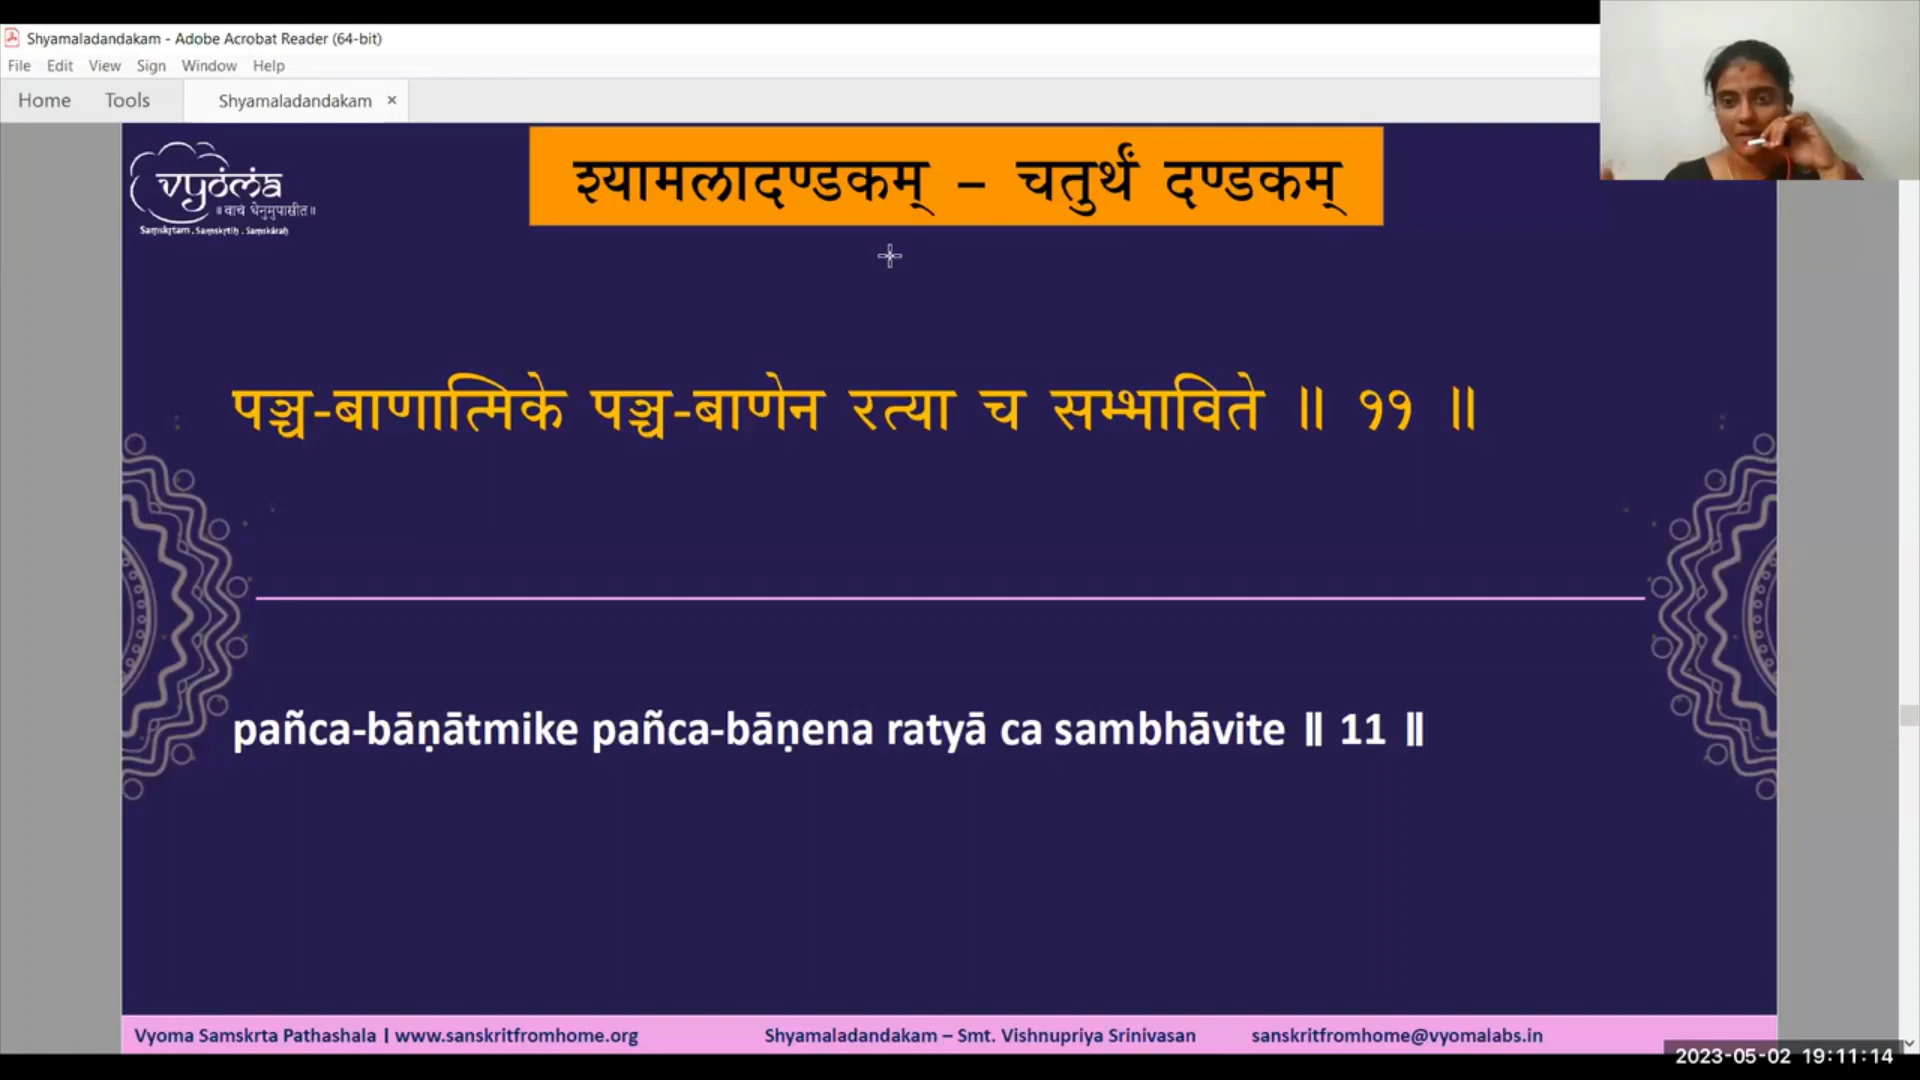 Shyamaladandakam - Adobe Acrobat Reader (64-bit)
File Edit View Sign Window Help
Home Tools Shyamaladandakam ×
vyoma
॥ वाचं धेनुमुपासीत ॥
Saṃskṛtam . Saṃskṛtiḥ . Saṃskāraḥ
श्यामलादण्डकम् – चतुर्थं दण्डकम्
पञ्च-बाणात्मिके पञ्च-बाणेन रत्या च सम्भाविते ॥ ११ ॥
pañca-bāṇātmike pañca-bāṇena ratyā ca sambhāvite ॥ 11 ॥
Vyoma Samskrta Pathashala | www.sanskritfromhome.org Shyamaladandakam – Smt. Vishnupriya Srinivasan sanskritfromhome@vyomalabs.in
2023-05-02 19:11:14